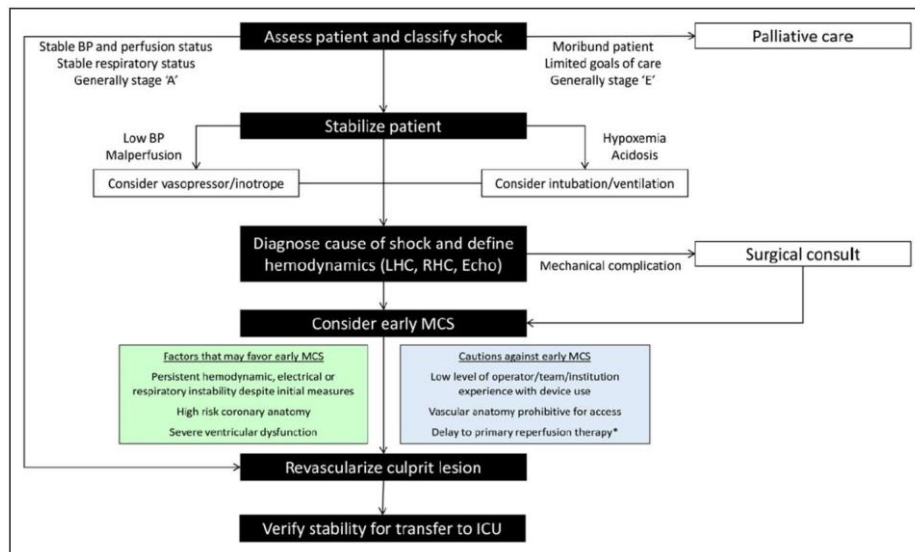 Assess patient and classify shock
Palliative care
Stable BP and perfusion status
Stable respiratory status
Generally stage ‘A’
Moribund patient
Limited goals of care
Generally stage ‘E’
Stabilize patient
Low BP
Malperfusion
Hypoxemia
Acidosis
Consider vasopressor/inotrope
Consider intubation/ventilation
Diagnose cause of shock and define
hemodynamics (LHC, RHC, Echo)
Mechanical complication
Surgical consult
Consider early MCS
Factors that may favor early MCS
Persistent hemodynamic, electrical or
respiratory instability despite initial measures
High risk coronary anatomy
Severe ventricular dysfunction
Cautions against early MCS
Low level of operator/team/institution
experience with device use
Vascular anatomy prohibitive for access
Delay to primary reperfusion therapy*
Revascularize culprit lesion
Verify stability for transfer to ICU